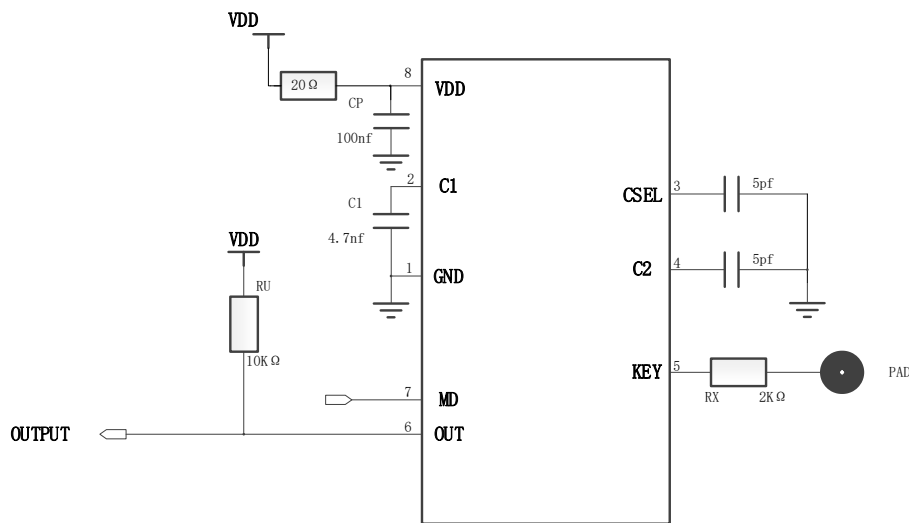 VDD
20Ω
8
VDD
CP
100nf
2
C1
C1
4.7nf
1
GND
VDD
RU
10KΩ
7
MD
OUTPUT
6
OUT
CSEL
3
5pf
C2
4
5pf
KEY
5
RX
2KΩ
PAD